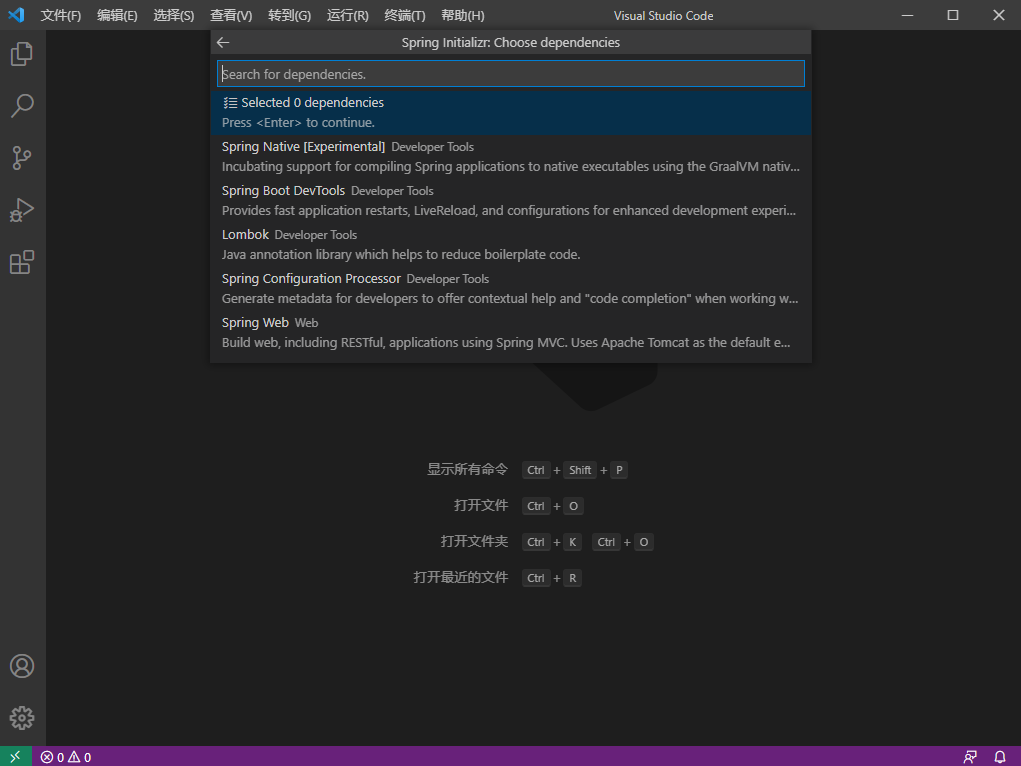 文件(F) 编辑(E) 选择(S) 查看(V) 转到(G) 运行(R) 终端(T) 帮助(H) Visual Studio Code
Spring Initializr: Choose dependencies
Search for dependencies.
Selected 0 dependencies
Press <Enter> to continue.
Spring Native [Experimental] Developer Tools
Incubating support for compiling Spring applications to native executables using the GraalVM nativ...
Spring Boot DevTools Developer Tools
Provides fast application restarts, LiveReload, and configurations for enhanced development experi...
Lombok Developer Tools
Java annotation library which helps to reduce boilerplate code.
Spring Configuration Processor Developer Tools
Generate metadata for developers to offer contextual help and "code completion" when working w...
Spring Web Web
Build web, including RESTful, applications using Spring MVC. Uses Apache Tomcat as the default e...
显示所有命令 Ctrl + Shift + P
打开文件 Ctrl + O
打开文件夹 Ctrl + K Ctrl + O
打开最近的文件 Ctrl + R
0 0